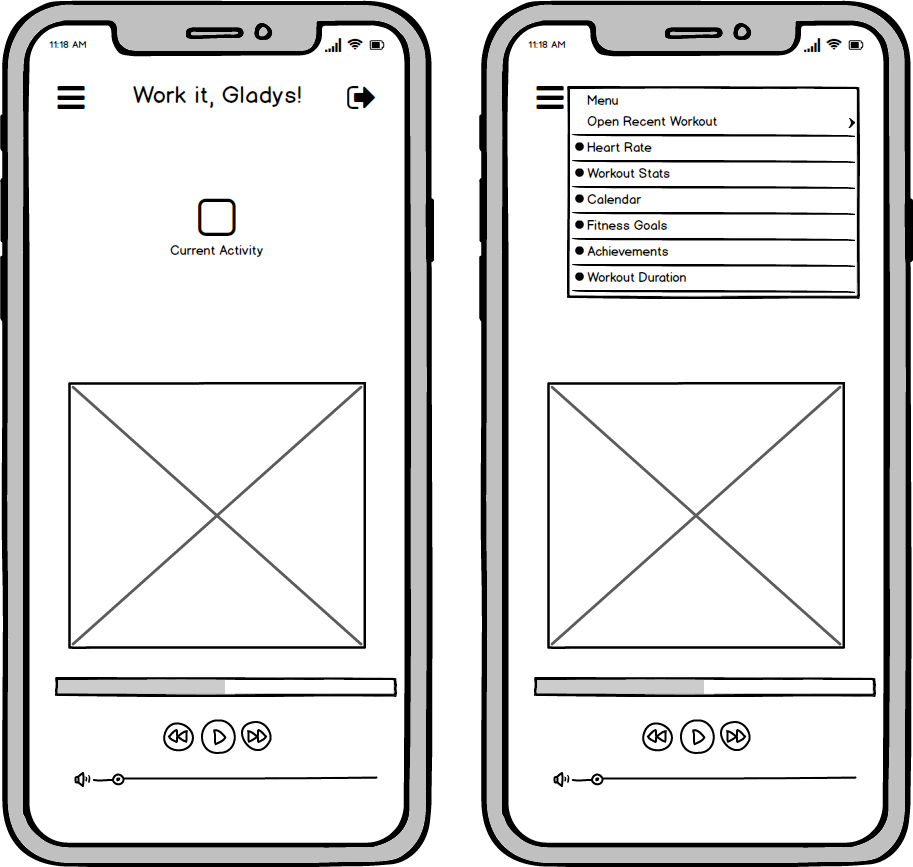 11:18 AM
Work it, Gladys!
Current Activity
11:18 AM
Menu
Open Recent Workout
Heart Rate
Workout Stats
Calendar
Fitness Goals
Achievements
Workout Duration